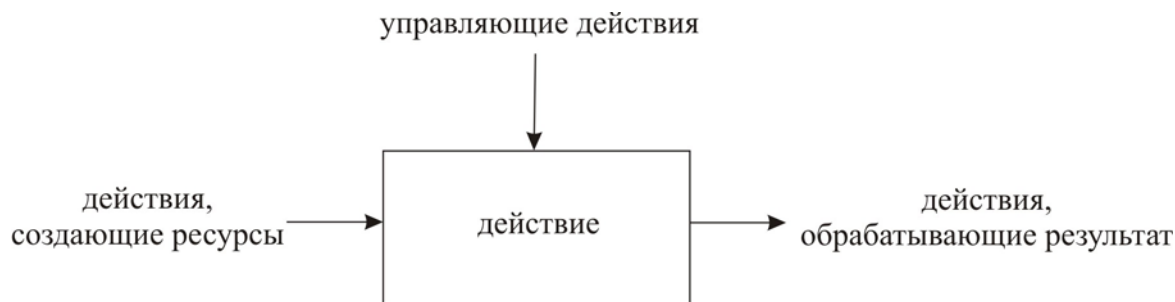 управляющие действия
действия,
создающие ресурсы
действие
действия,
обрабатывающие результат